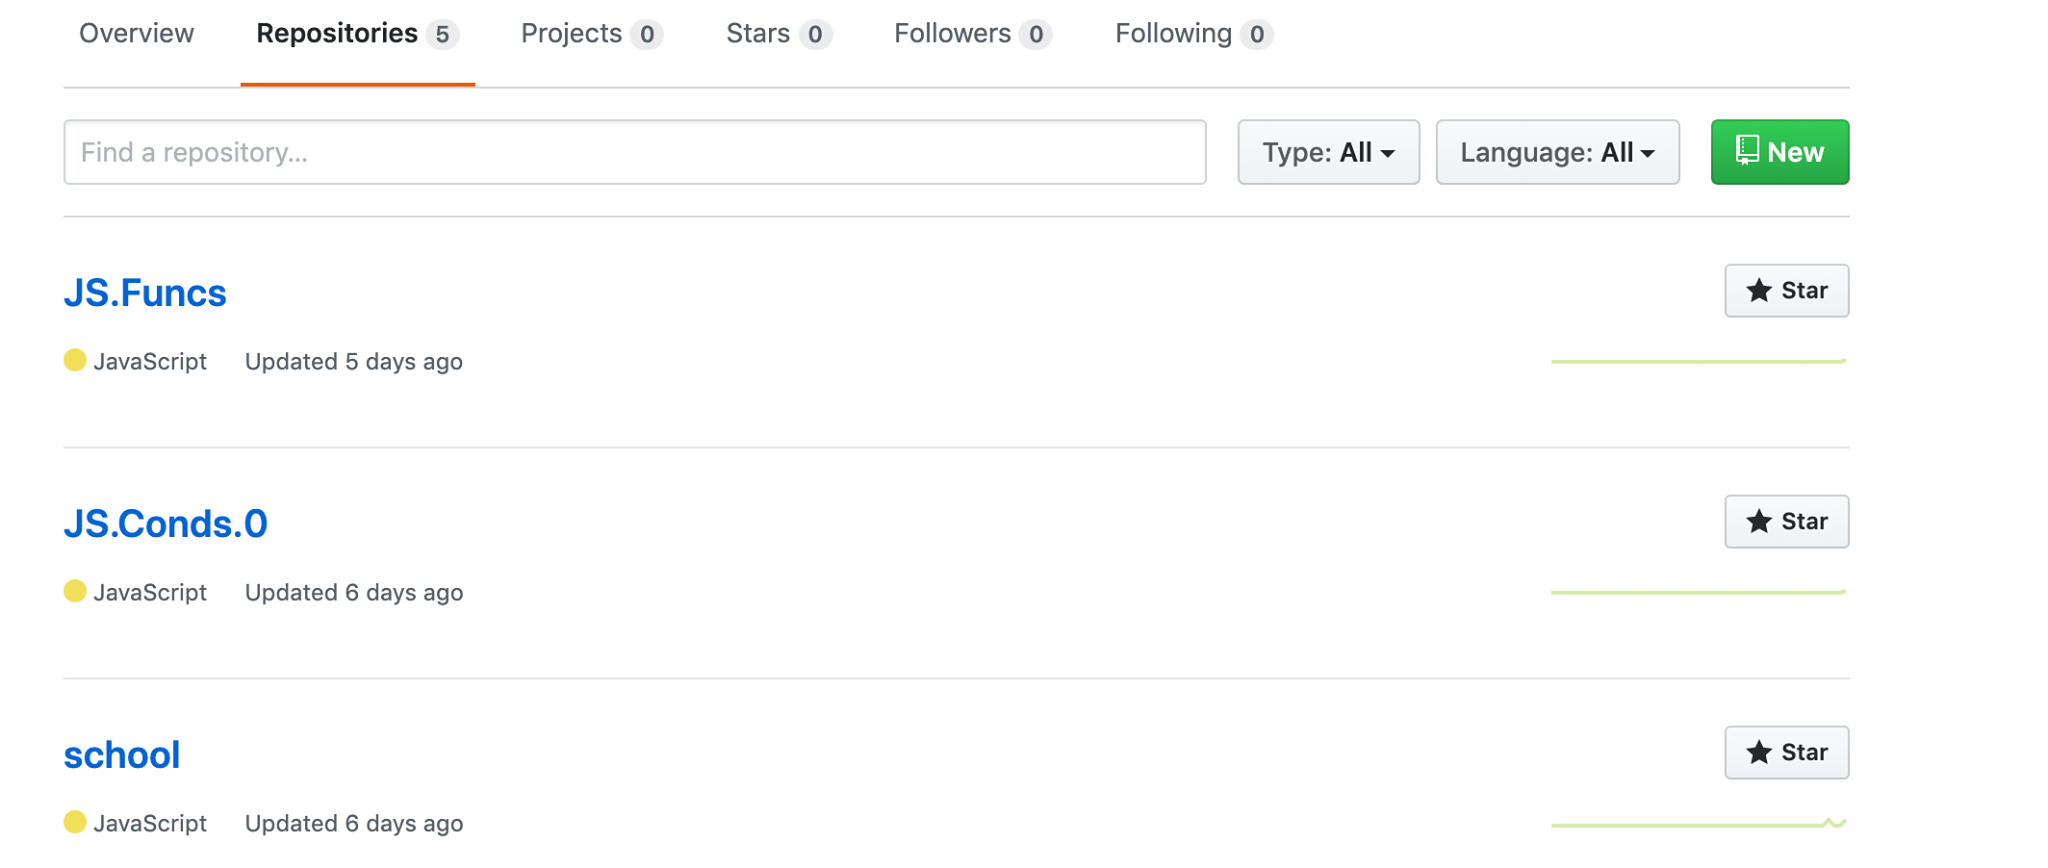 Overview Repositories 5 Projects 0 Stars 0 Followers 0 Following 0
Find a repository... Type: All Language: All New
JS.Funcs Star
JavaScript Updated 5 days ago
JS.Conds.0 Star
JavaScript Updated 6 days ago
school Star
JavaScript Updated 6 days ago